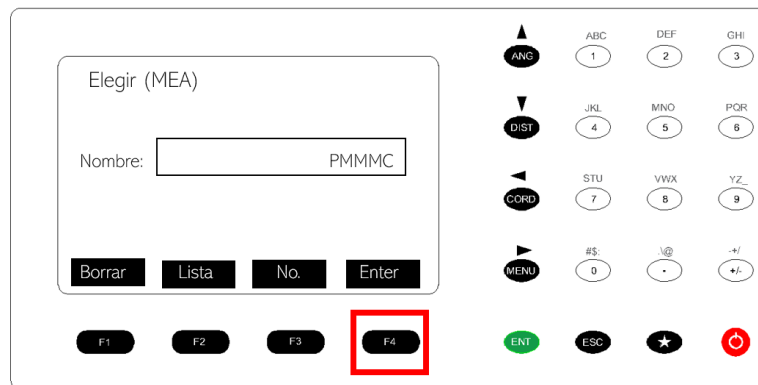 Elegir (MEA)
Nombre: PMMMC
Borrar Lista No. Enter
F1 F2 F3 F4
ABC DEF GHI
ANG 1 2 3
JKL MNO PQR
DIST 4 5 6
STU VWX YZ_
CORD 7 8 9
#$: .\@ -+/
MENU 0 - +/-
ENT ESC